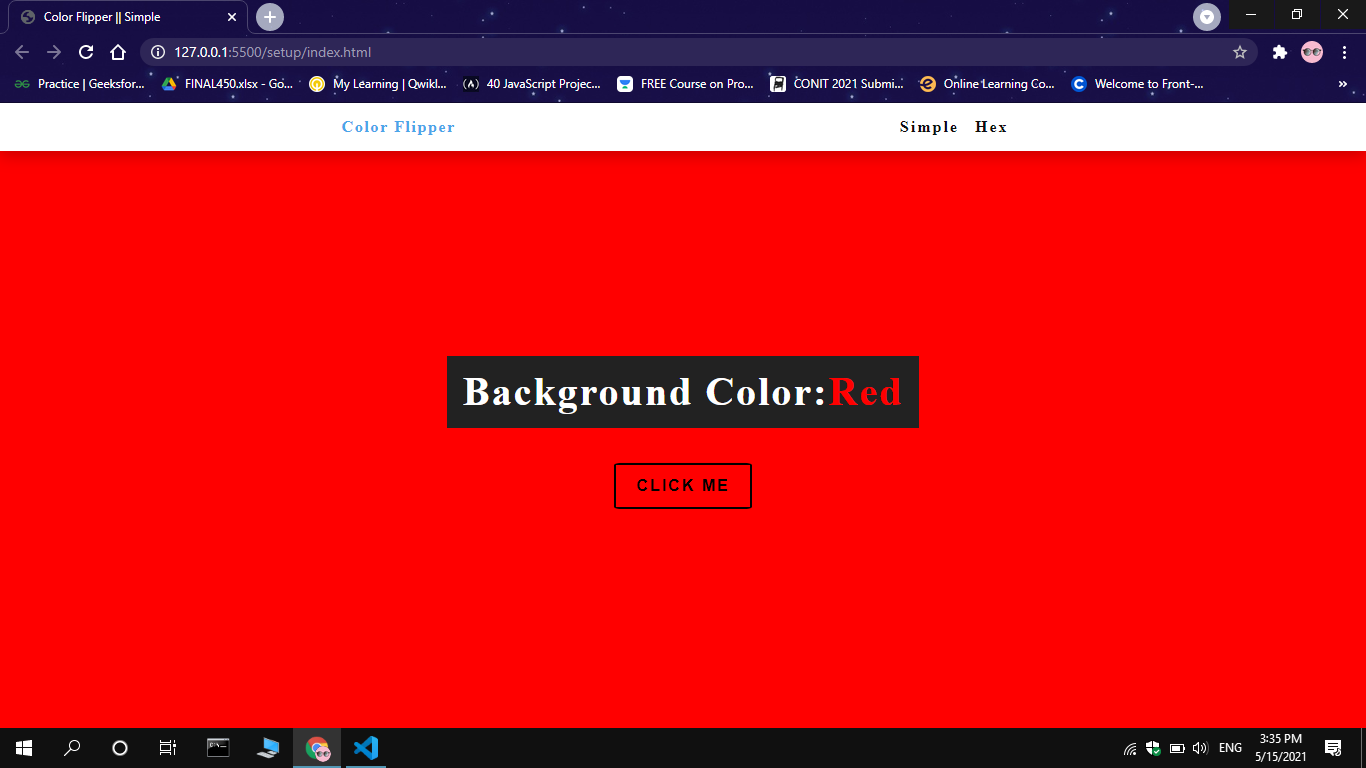 Color Flipper || Simple
127.0.0.1:5500/setup/index.html
Practice | Geeksfor... FINAL450.xlsx - Go... My Learning | Qwikl... 40 JavaScript Projec... FREE Course on Pro... CONIT 2021 Submi... Online Learning Co... Welcome to Front-... »
Color Flipper Simple Hex
Background Color:Red
CLICK ME
ENG
3:35 PM
5/15/2021